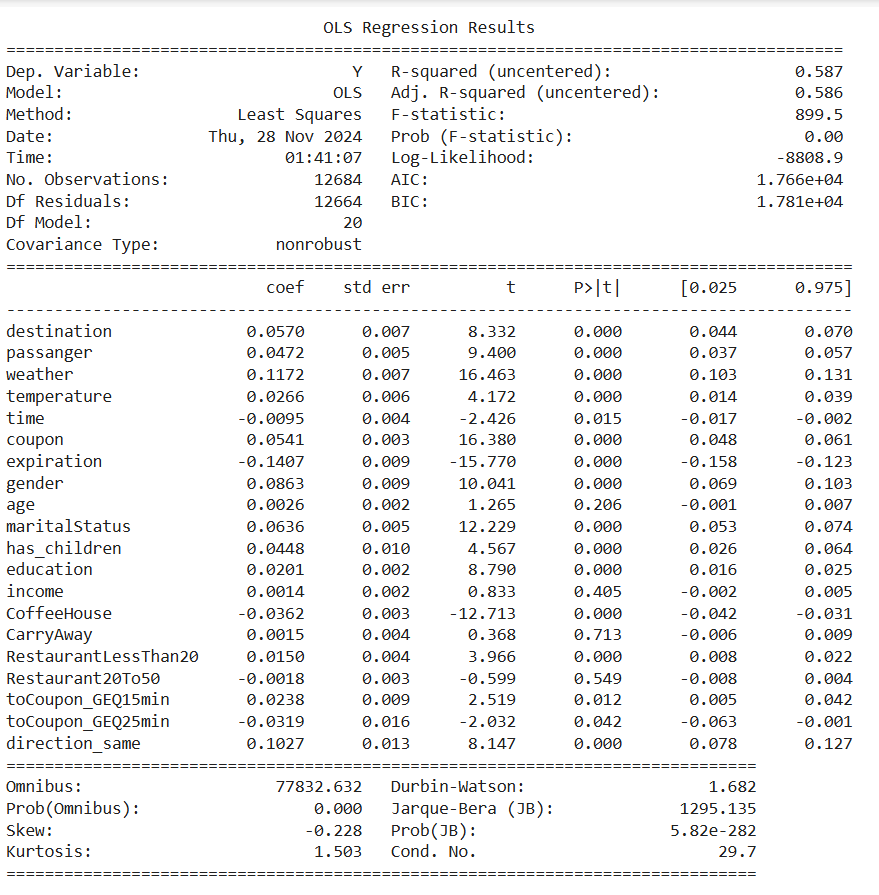 OLS Regression Results
==============================================================================
Dep. Variable: Y R-squared (uncentered): 0.587
Model: OLS Adj. R-squared (uncentered): 0.586
Method: Least Squares F-statistic: 899.5
Date: Thu, 28 Nov 2024 Prob (F-statistic): 0.00
Time: 01:41:07 Log-Likelihood: -8808.9
No. Observations: 12684 AIC: 1.766e+04
Df Residuals: 12664 BIC: 1.781e+04
Df Model: 20
Covariance Type: nonrobust
==============================================================================
coef std err t P>|t| [0.025 0.975]
------------------------------------------------------------------------------
destination 0.0570 0.007 8.332 0.000 0.044 0.070
passanger 0.0472 0.005 9.400 0.000 0.037 0.057
weather 0.1172 0.007 16.463 0.000 0.103 0.131
temperature 0.0266 0.006 4.172 0.000 0.014 0.039
time -0.0095 0.004 -2.426 0.015 -0.017 -0.002
coupon 0.0541 0.003 16.380 0.000 0.048 0.061
expiration -0.1407 0.009 -15.770 0.000 -0.158 -0.123
gender 0.0863 0.009 10.041 0.000 0.069 0.103
age 0.0026 0.002 1.265 0.206 -0.001 0.007
maritalStatus 0.0636 0.005 12.229 0.000 0.053 0.074
has_children 0.0448 0.010 4.567 0.000 0.026 0.064
education 0.0201 0.002 8.790 0.000 0.016 0.025
income 0.0014 0.002 0.833 0.405 -0.002 0.005
CoffeeHouse -0.0362 0.003 -12.713 0.000 -0.042 -0.031
CarryAway 0.0015 0.004 0.368 0.713 -0.006 0.009
RestaurantLessThan20 0.0150 0.004 3.966 0.000 0.008 0.022
Restaurant20To50 -0.0018 0.003 -0.599 0.549 -0.008 0.004
toCoupon_GEQ15min 0.0238 0.009 2.519 0.012 0.005 0.042
toCoupon_GEQ25min -0.0319 0.016 -2.032 0.042 -0.063 -0.001
direction_same 0.1027 0.013 8.147 0.000 0.078 0.127
==============================================================================
Omnibus: 77832.632 Durbin-Watson: 1.682
Prob(Omnibus): 0.000 Jarque-Bera (JB): 1295.135
Skew: -0.228 Prob(JB): 5.82e-282
Kurtosis: 1.503 Cond. No. 29.7
==============================================================================